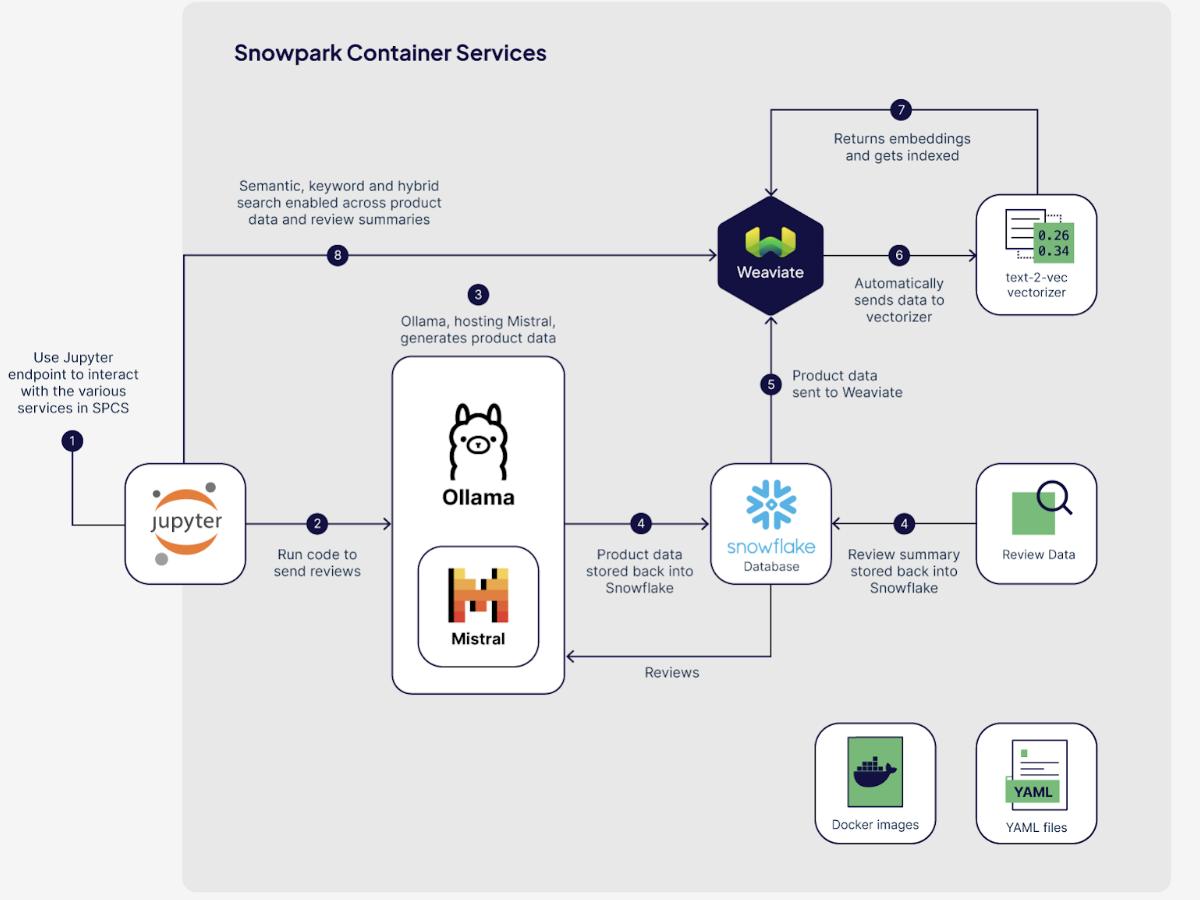 Snowpark Container Services
7
Returns embeddings
and gets indexed
Semantic, keyword and hybrid
search enabled across product
data and review summaries
8
Weaviate
6
Automatically
sends data to
vectorizer
0.26
0.34
text-2-vec
vectorizer
3
Ollama, hosting Mistral,
generates product data
Use Jupyter
endpoint to interact
with the various
services in SPCS
1
5
Product data
sent to Weaviate
jupyter
2
Run code to
send reviews
Ollama
Mistral
4
Product data
stored back into
Snowflake
snowflake
Database
4
Review summary
stored back into
Snowflake
Review Data
Reviews
Docker images
YAML
YAML files